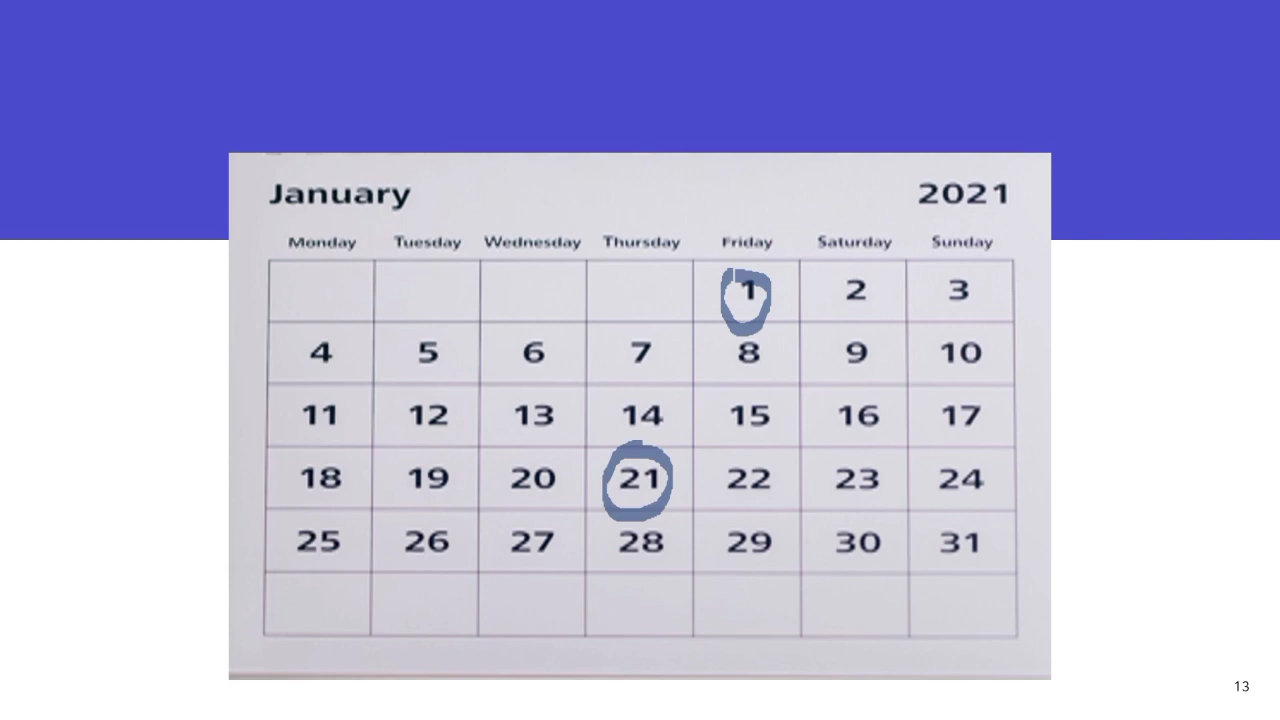 January 2021
Monday Tuesday Wednesday Thursday Friday Saturday Sunday
1 2 3
4 5 6 7 8 9 10
11 12 13 14 15 16 17
18 19 20 21 22 23 24
25 26 27 28 29 30 31
13